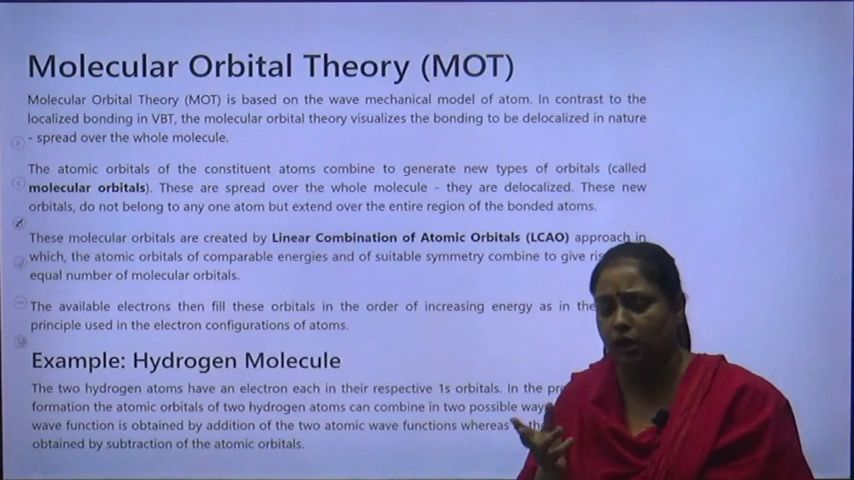 Molecular Orbital Theory (MOT)
Molecular Orbital Theory (MOT) is based on the wave mechanical model of atom. In contrast to the
localized bonding in VBT, the molecular orbital theory visualizes the bonding to be delocalized in nature
- spread over the whole molecule.
The atomic orbitals of the constituent atoms combine to generate new types of orbitals (called
molecular orbitals). These are spread over the whole molecule - they are delocalized. These new
orbitals, do not belong to any one atom but extend over the entire region of the bonded atoms.
These molecular orbitals are created by Linear Combination of Atomic Orbitals (LCAO) approach in
which, the atomic orbitals of comparable energies and of suitable symmetry combine to give
equal number of molecular orbitals.
The available electrons then fill these orbitals in the order of increasing energy as in the
principle used in the electron configurations of atoms.
Example: Hydrogen Molecule
The two hydrogen atoms have an electron each in their respective 1s orbitals. In the
formation the atomic orbitals of two hydrogen atoms can combine in two possible
wave function is obtained by addition of the two atomic wave functions whereas
obtained by subtraction of the atomic orbitals.